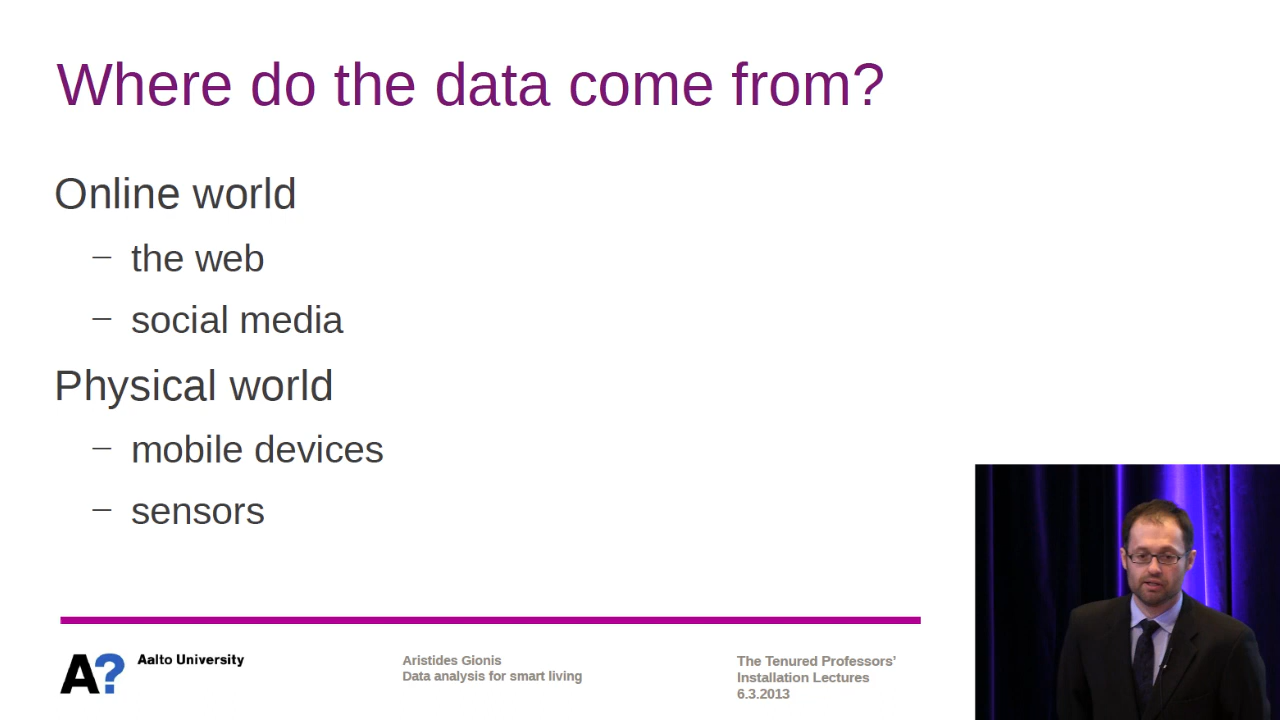 Where do the data come from?
Online world
– the web
– social media
Physical world
– mobile devices
– sensors
A?
Aalto University
Aristides Gionis
Data analysis for smart living
The Tenured Professors’
Installation Lectures
6.3.2013